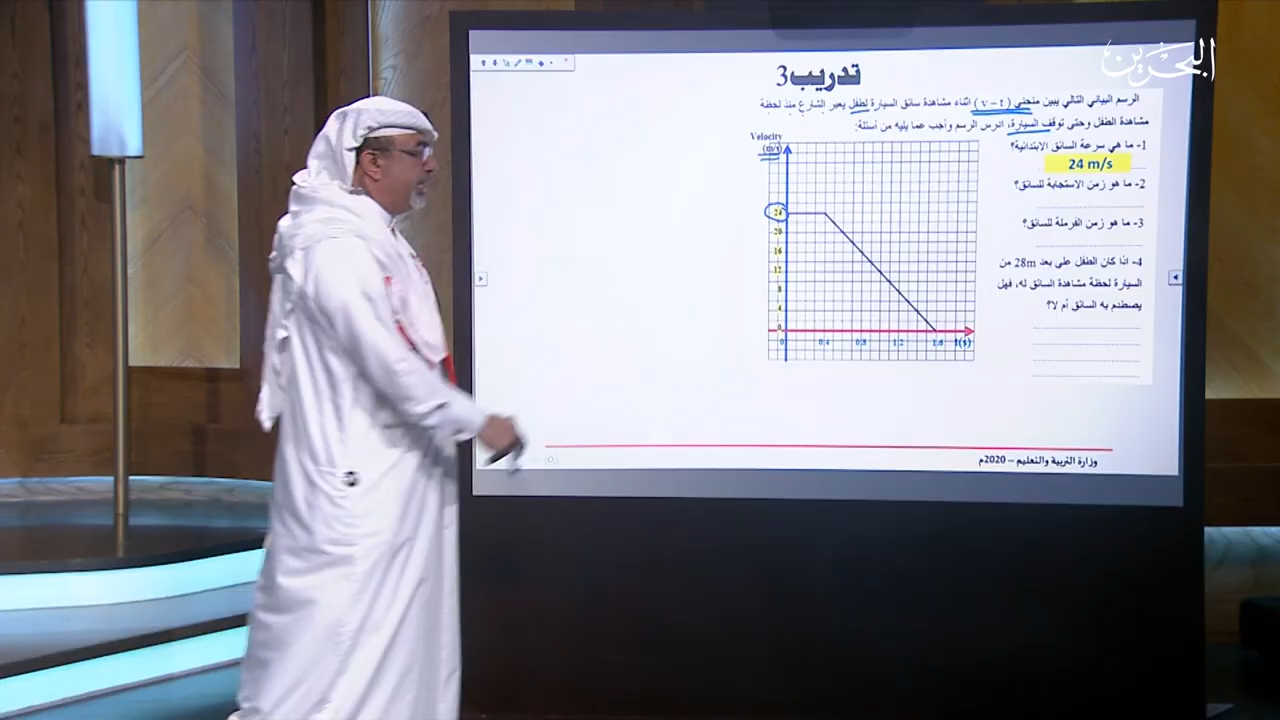 البحرين
تدريب3
الرسم البياني التالي يبين منحنى ( v – t ) اثناء مشاهدة سائق السيارة لطفل يعبر الشارع منذ لحظة
مشاهدة الطفل وحتى توقف السيارة، ادرس الرسم وأجب عما يليه من أسئلة:
1- ما هي سرعة السائق الابتدائية؟
24 m/s
2- ما هو زمن الاستجابة للسائق؟
3- ما هو زمن الفرملة للسائق؟
4- اذا كان الطفل على بعد 28m من
السيارة لحظة مشاهدة السائق له، فهل
يصطدم به السائق أم لا؟
Velocity
(m/s)
24
20
16
12
8
4
0
0 0.4 0.8 1.2 1.6 t(s)
وزارة التربية والتعليم – 2020م